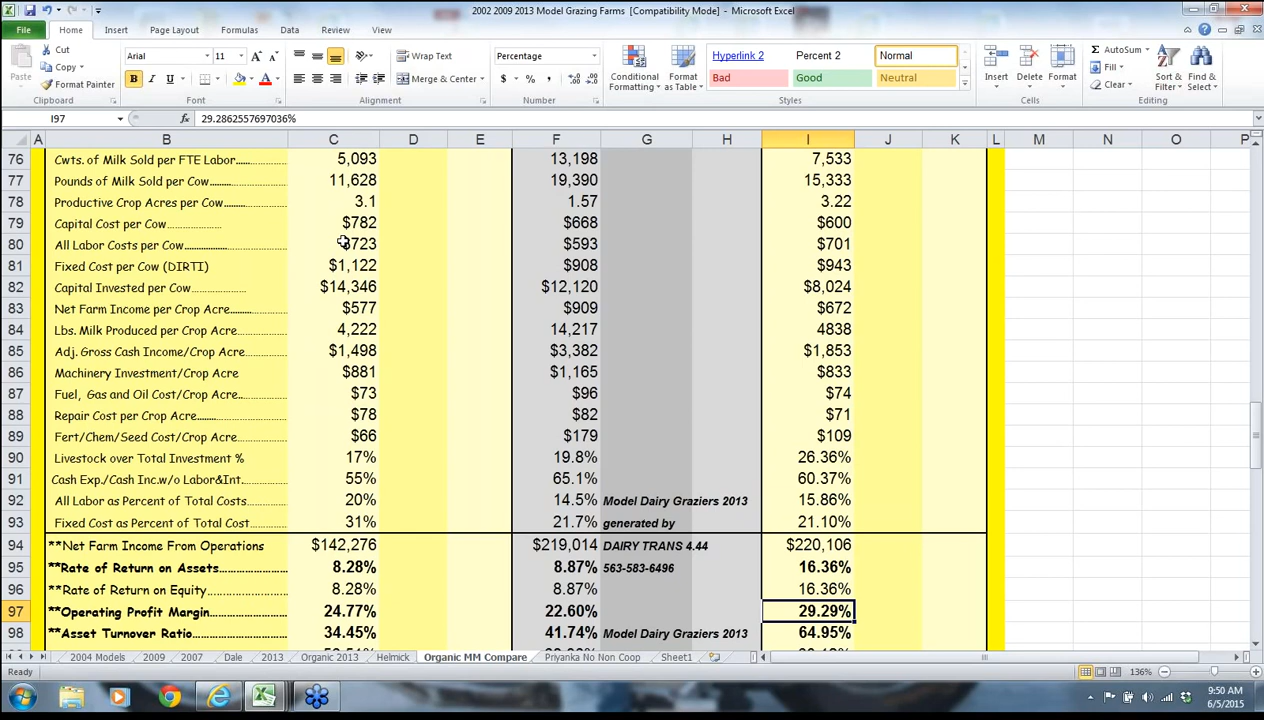 2002 2009 2013 Model Grazing Farms [Compatibility Mode] - Microsoft Excel
File Home Insert Page Layout Formulas Data Review View
Paste Cut Copy Format Painter Clipboard
Arial 11 B I U Font
Wrap Text Merge & Center Alignment
Percentage $ % , Number
Conditional Formatting Format as Table
Hyperlink 2 Percent 2 Normal Bad Good Neutral Styles
Insert Delete Format Cells
AutoSum Fill Clear Sort & Filter Find & Select Editing
I97 fx 29.2862557697036%
A B C D E F G H I J K L M N O P
76 Cwts. of Milk Sold per FTE Labor...... 5,093 13,198 7,533
77 Pounds of Milk Sold per Cow......... 11,628 19,390 15,333
78 Productive Crop Acres per Cow........ 3.1 1.57 3.22
79 Capital Cost per Cow ..................... $782 $668 $600
80 All Labor Costs per Cow.................. $723 $593 $701
81 Fixed Cost per Cow (DIRTI) $1,122 $908 $943
82 Capital Invested per Cow......... $14,346 $12,120 $8,024
83 Net Farm Income per Crop Acre........ $577 $909 $672
84 Lbs. Milk Produced per Crop Acre...... 4,222 14,217 4838
85 Adj. Gross Cash Income/Crop Acre..... $1,498 $3,382 $1,853
86 Machinery Investment/Crop Acre $881 $1,165 $833
87 Fuel, Gas and Oil Cost/Crop Acre..... $73 $96 $74
88 Repair Cost per Crop Acre........ $78 $82 $71
89 Fert/Chem/Seed Cost/Crop Acre $66 $179 $109
90 Livestock over Total Investment % 17% 19.8% 26.36%
91 Cash Exp./Cash Inc.w/o Labor&Int. 55% 65.1% 60.37%
92 All Labor as Percent of Total Costs 20% 14.5% Model Dairy Graziers 2013 15.86%
93 Fixed Cost as Percent of Total Cost..... 31% 21.7% generated by 21.10%
94 **Net Farm Income From Operations $142,276 $219,014 DAIRY TRANS 4.44 $220,106
95 **Rate of Return on Assets............ 8.28% 8.87% 563-583-6496 16.36%
96 **Rate of Return on Equity............ 8.28% 8.87% 16.36%
97 **Operating Profit Margin............ 24.77% 22.60% 29.29%
98 **Asset Turnover Ratio............ 34.45% 41.74% Model Dairy Graziers 2013 64.95%
2004 Models 2009 2007 Dale 2013 Organic 2013 Helmick Organic MM Compare Priyanka No Non Coop Sheet1
Ready 136%
9:50 AM
6/5/2015